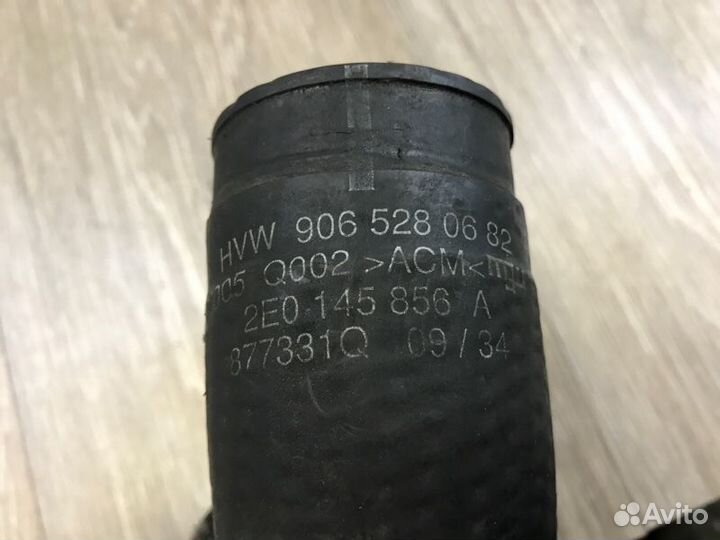 HVW 906 528 06 82
Q002 >ACM<
2E0 145 856 A
877331Q 09/34
Avito